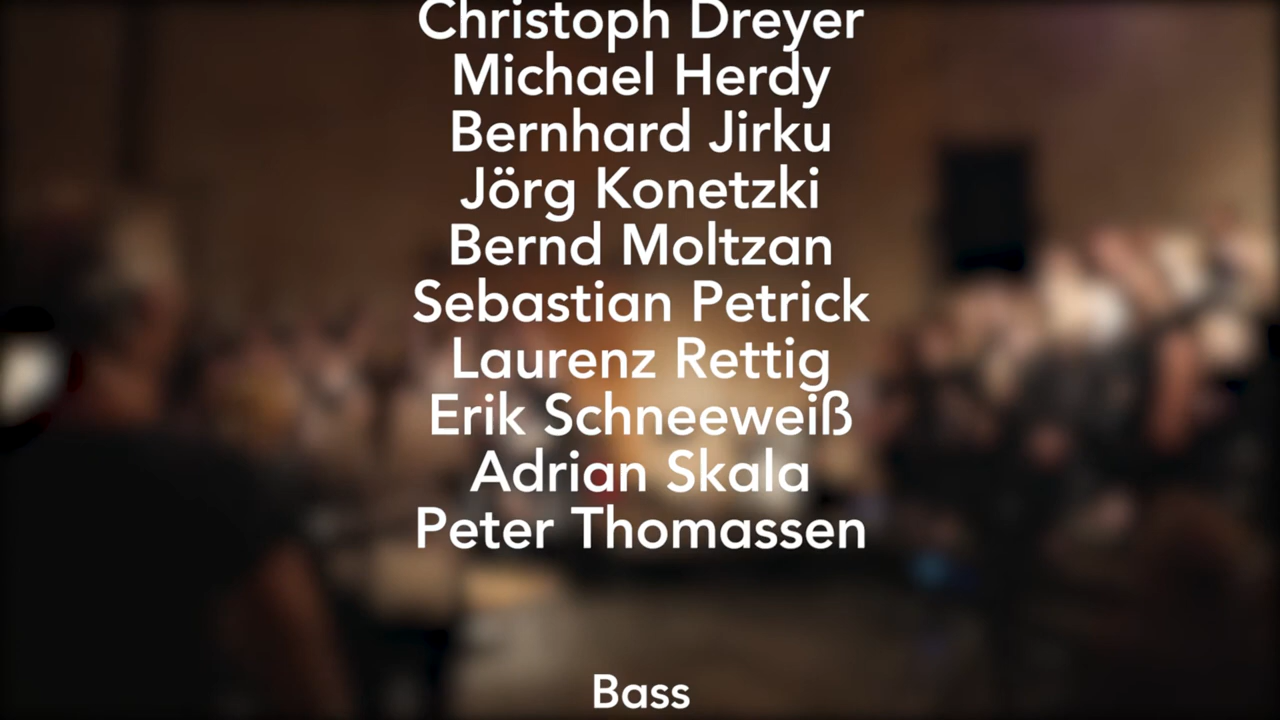 Christoph Dreyer
Michael Herdy
Bernhard Jirku
Jörg Konetzki
Bernd Moltzan
Sebastian Petrick
Laurenz Rettig
Erik Schneeweiß
Adrian Skala
Peter Thomassen
Bass